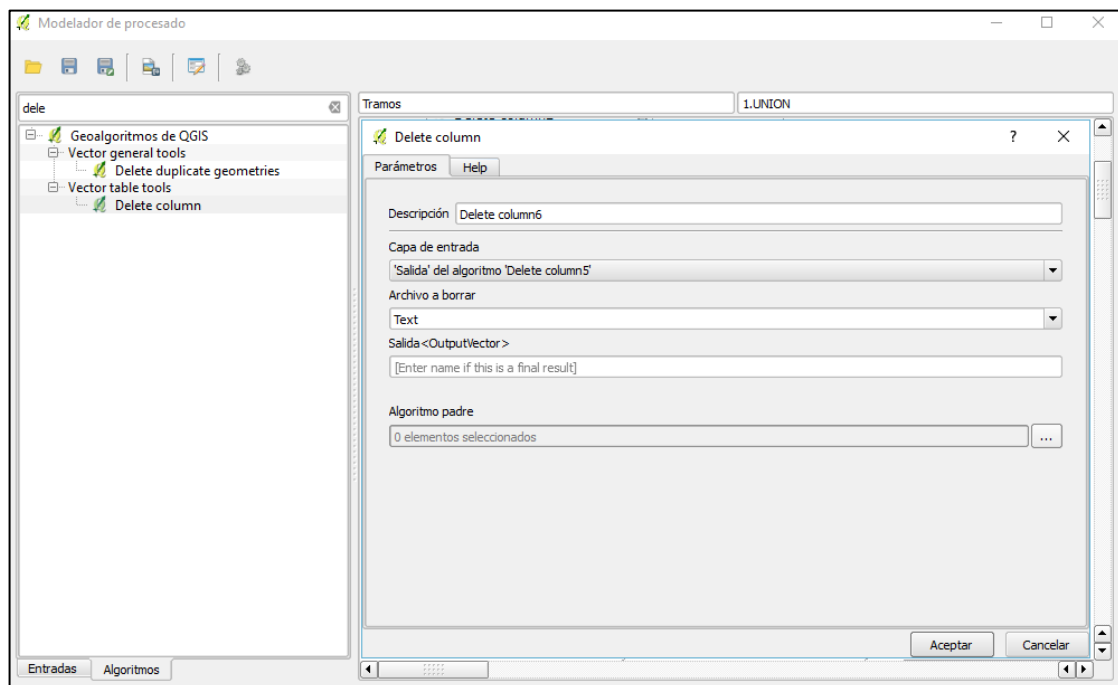 Modelador de procesado
dele
Tramos
1.UNION
Geoalgoritmos de QGIS
Vector general tools
Delete duplicate geometries
Vector table tools
Delete column
Delete column
?
Parámetros
Help
Descripción
Delete column6
Capa de entrada
'Salida' del algoritmo 'Delete column5'
Archivo a borrar
Text
Salida<OutputVector>
[Enter name if this is a final result]
Algoritmo padre
0 elementos seleccionados
...
Aceptar
Cancelar
Entradas
Algoritmos